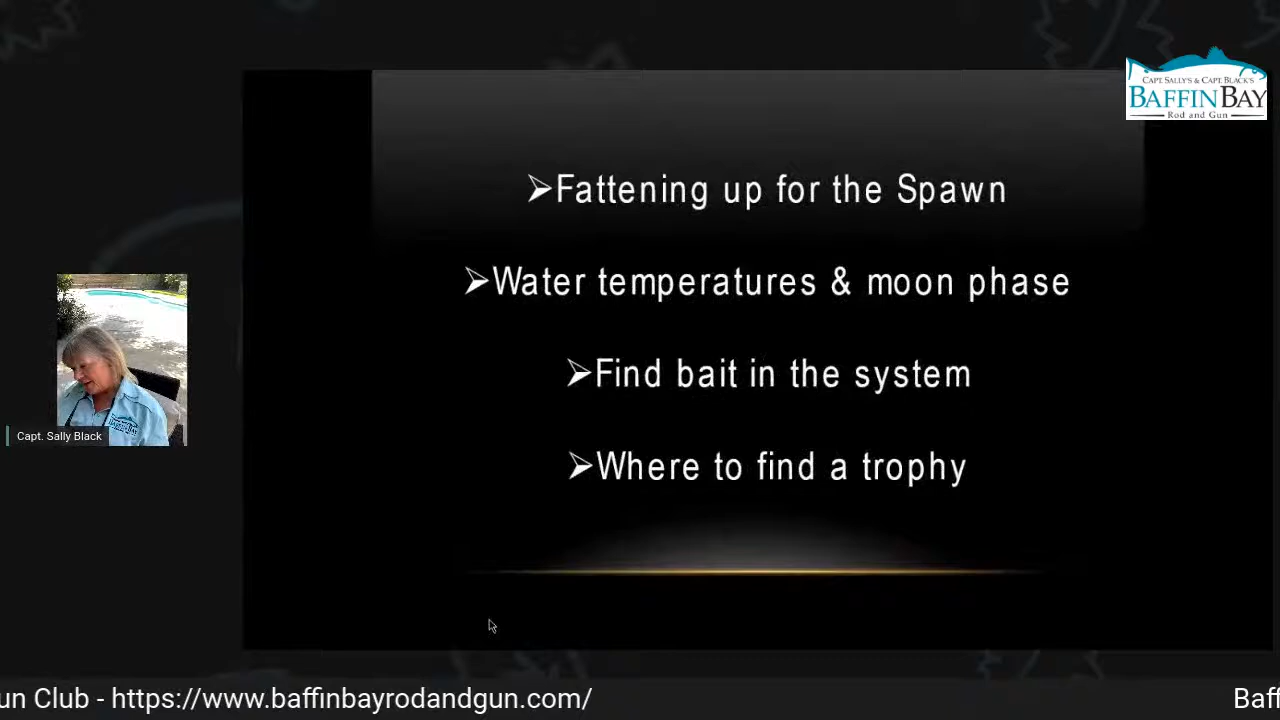 CAPT. SALLY'S & CAPT. BLACK'S
BAFFIN BAY
Rod and Gun
➢Fattening up for the Spawn
➢Water temperatures & moon phase
➢Find bait in the system
➢Where to find a trophy
Capt. Sally Black
un Club - https://www.baffinbayrodandgun.com/
Baff